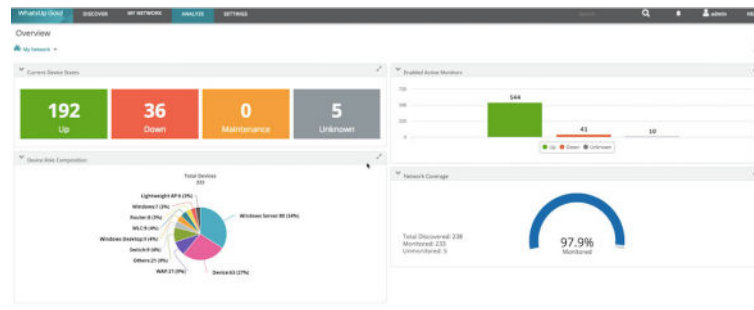 WhatsUp Gold DISCOVER MY NETWORK ANALYZE SETTINGS Search admin
Overview
My Network
Current Device States
192 Up
36 Down
0 Maintenance
5 Unknown
Enabled Active Monitors
544
41
10
Up Down Unknown
Device Role Composition
Total Devices
233
Lightweight AP:6 (3%)
Windows:7 (3%)
Router:8 (3%)
WLC:9 (4%)
Windows Desktop:9 (4%)
Switch:9 (4%)
Others:21 (9%)
WAP:21 (9%)
Windows Server:80 (34%)
Device:63 (27%)
Network Coverage
Total Discovered: 238
Monitored: 233
Unmonitored: 5
97.9%
Monitored